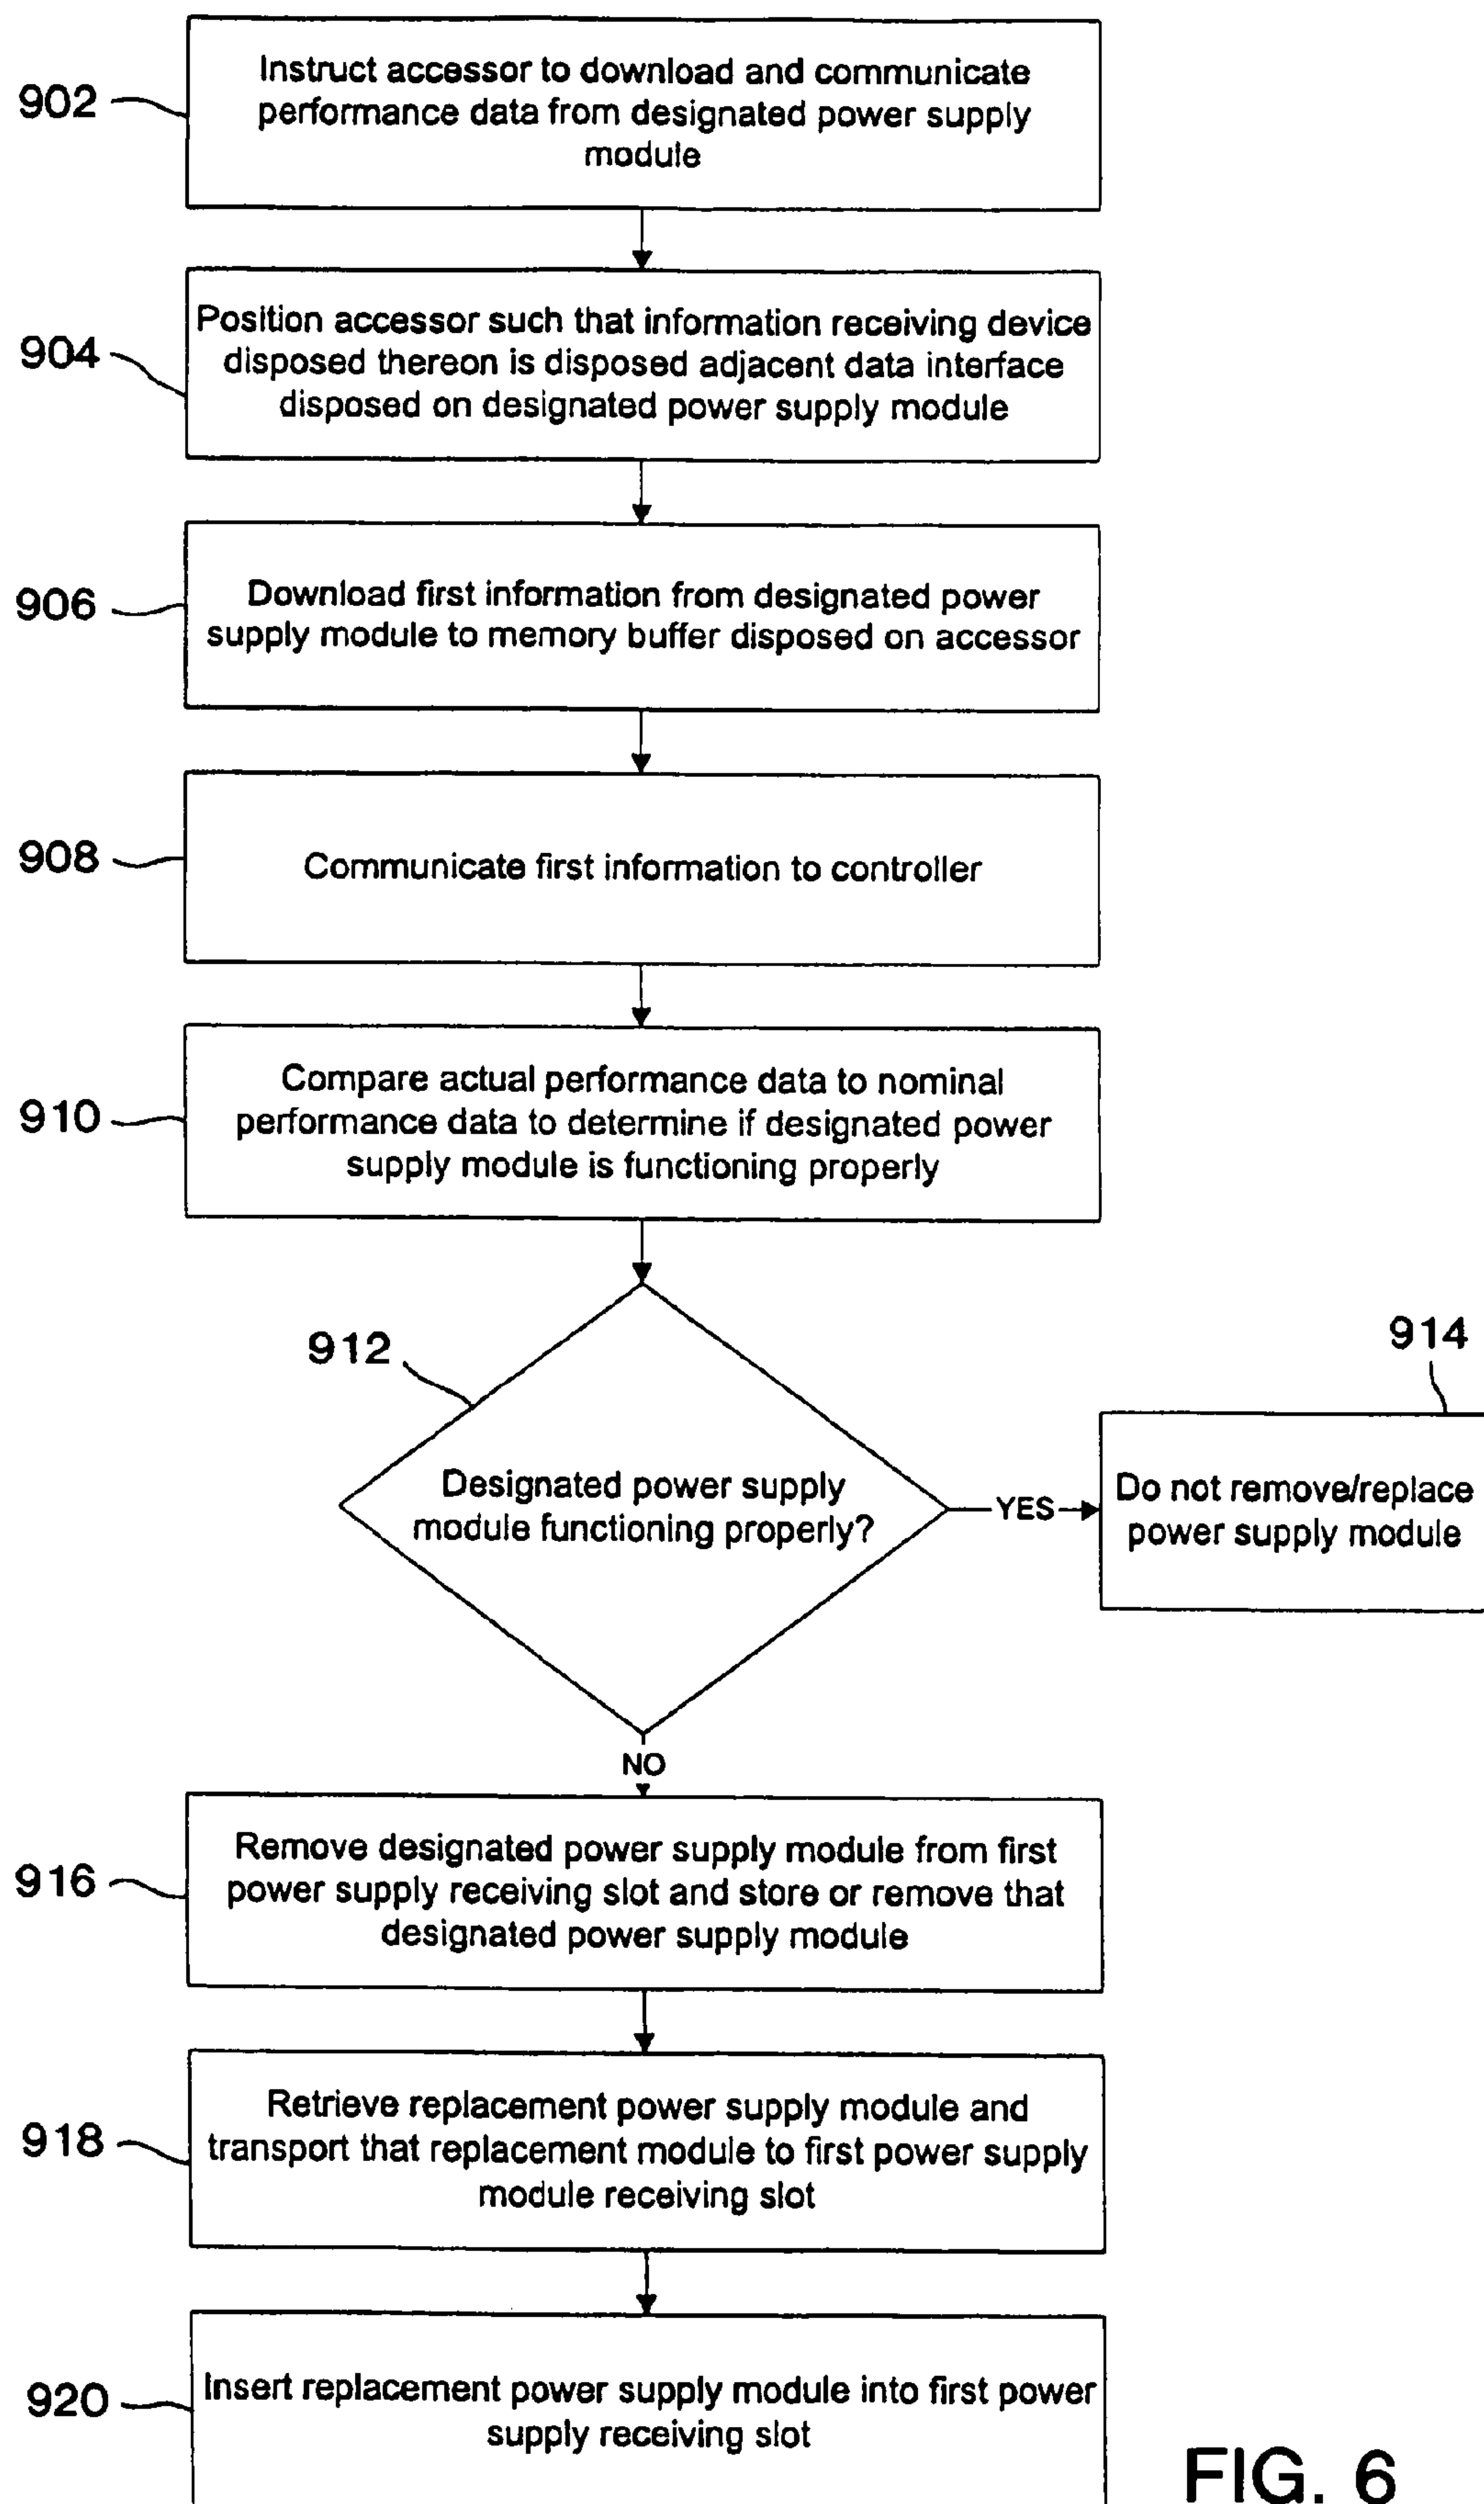 902
Instruct accessor to download and communicate
performance data from designated power supply
module
904
Position accessor such that information receiving device
disposed thereon is disposed adjacent data interface
disposed on designated power supply module
906
Download first information from designated power
supply module to memory buffer disposed on accessor
908
Communicate first information to controller
910
Compare actual performance data to nominal
performance data to determine if designated power
supply module is functioning properly
912
Designated power supply
module functioning properly?
YES
914
Do not remove/replace
power supply module
NO
916
Remove designated power supply module from first
power supply receiving slot and store or remove that
designated power supply module
918
Retrieve replacement power supply module and
transport that replacement module to first power supply
module receiving slot
920
Insert replacement power supply module into first power
supply receiving slot
FIG. 6